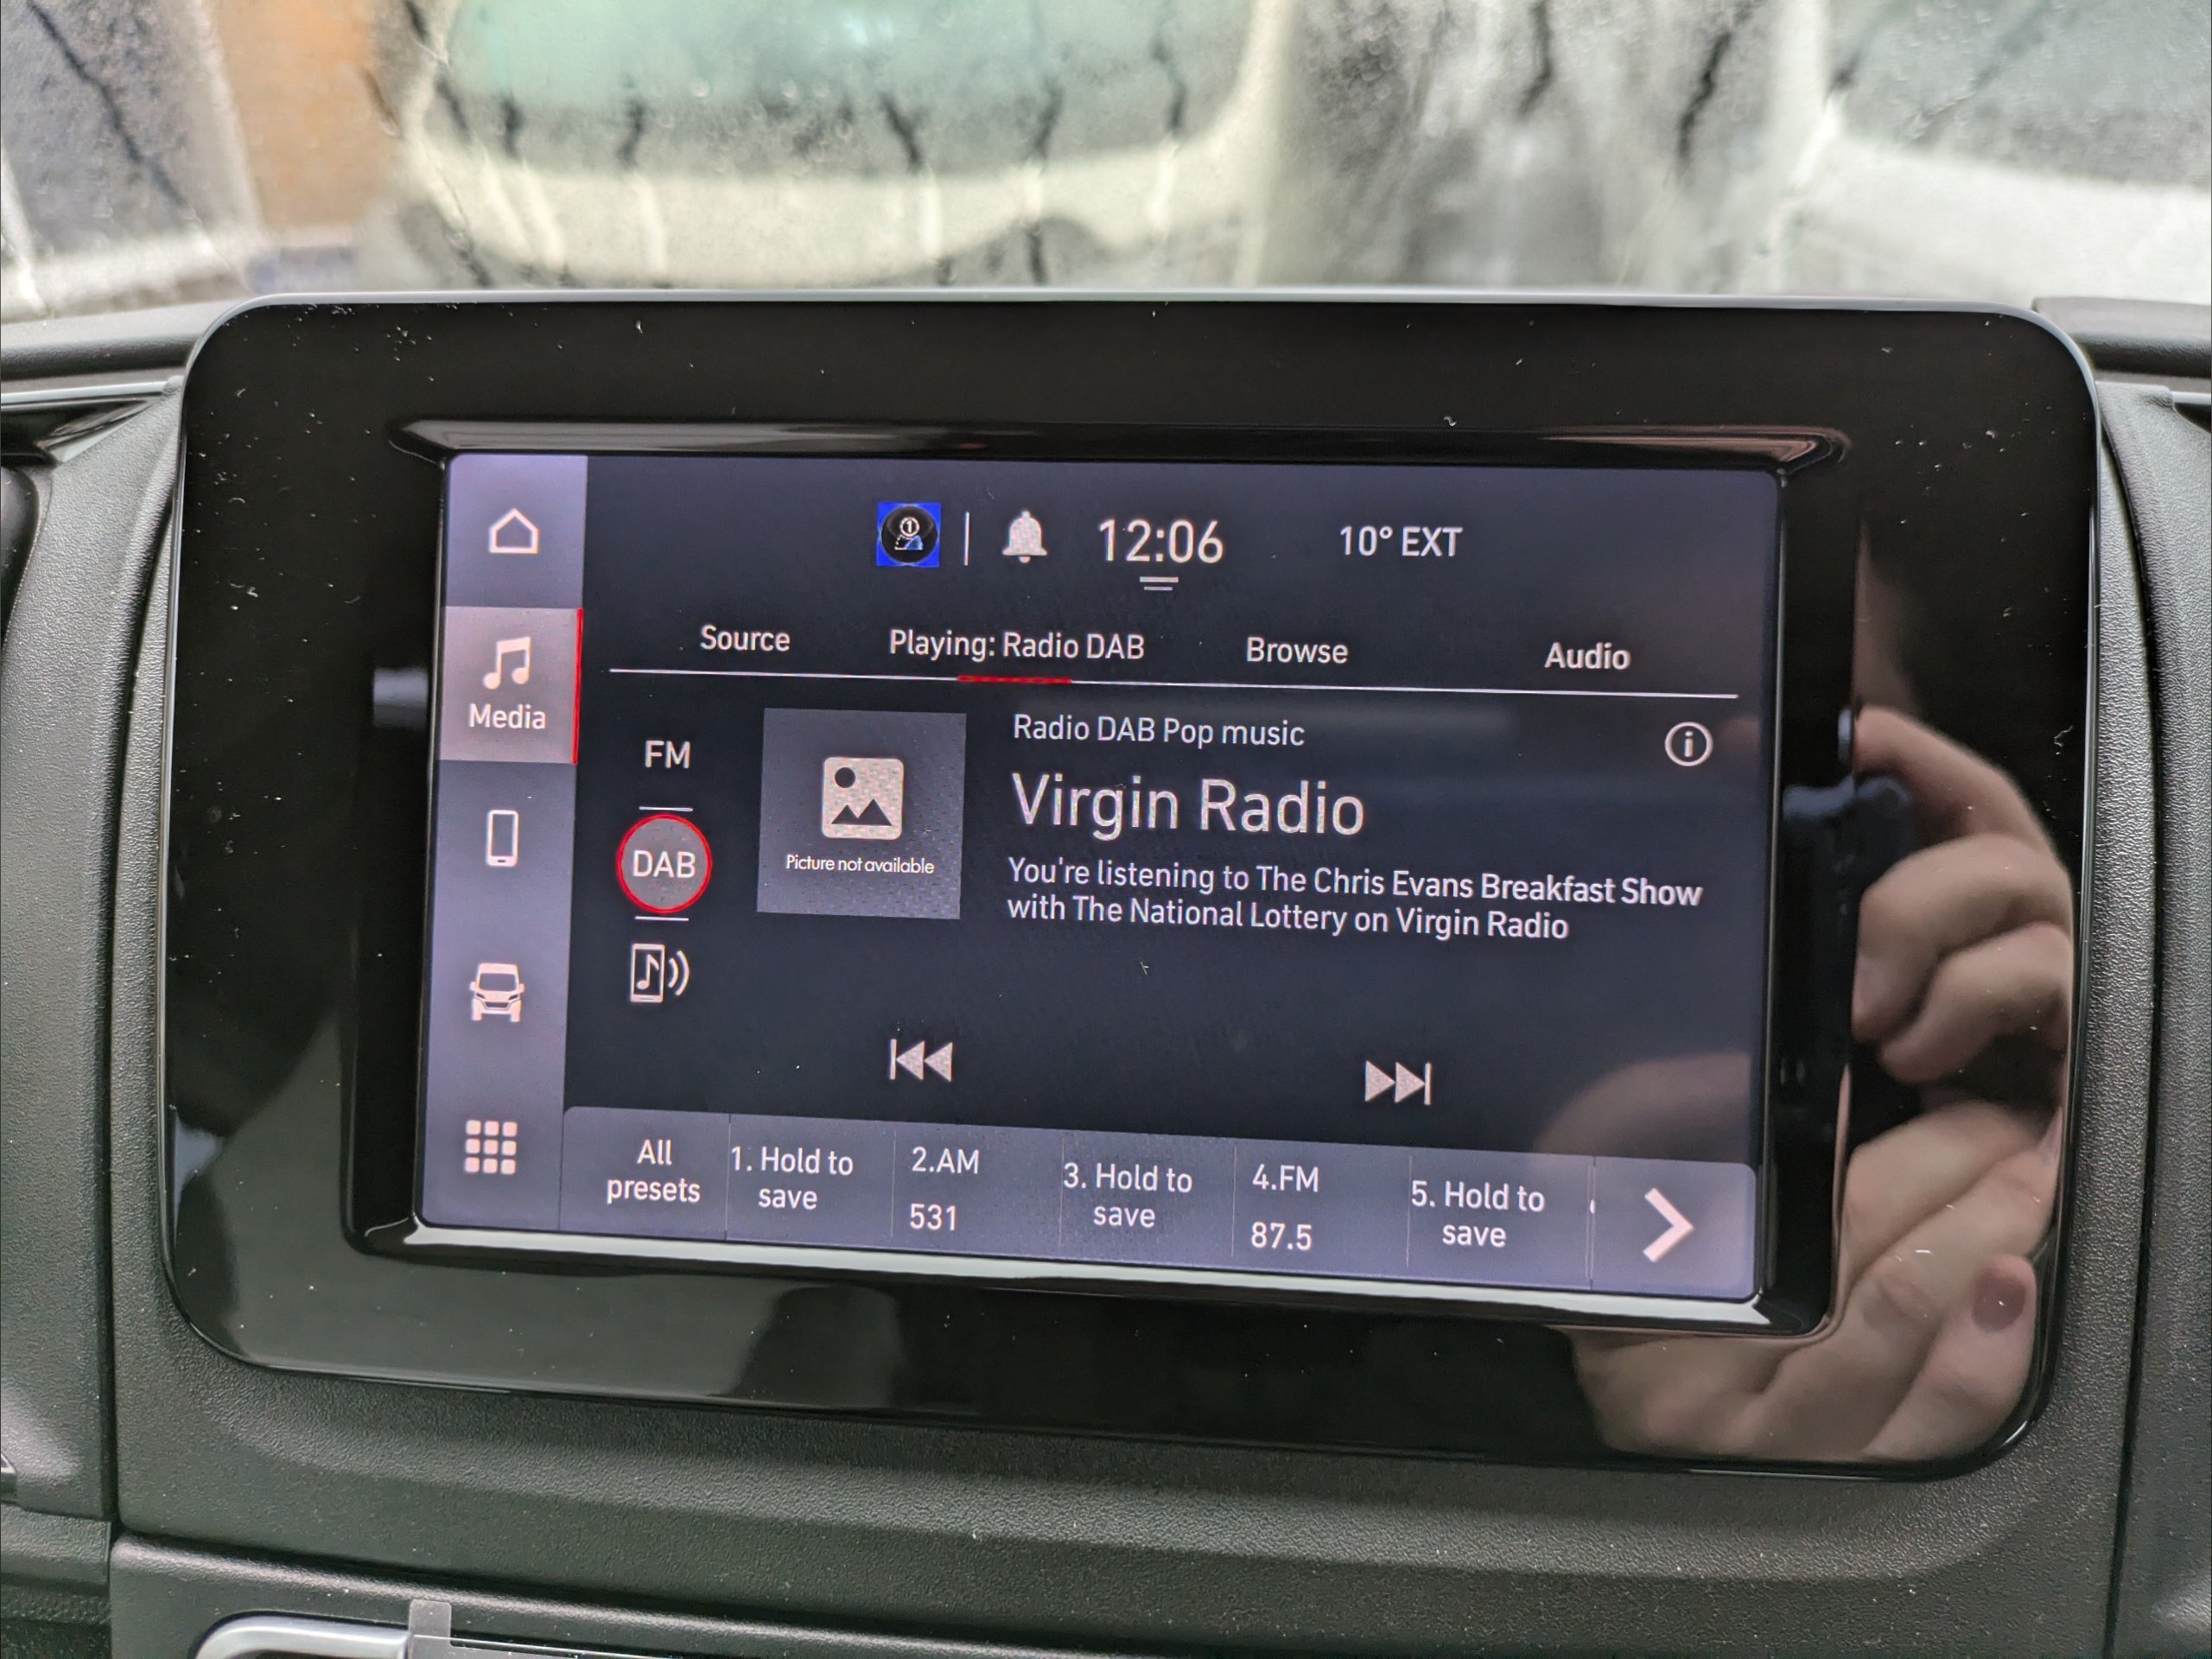 1
12:06
10° EXT
Source
Playing: Radio DAB
Browse
Audio
Media
FM
DAB
Picture not available
Radio DAB Pop music
Virgin Radio
You're listening to The Chris Evans Breakfast Show
with The National Lottery on Virgin Radio
All
presets
1. Hold to
save
2.AM
531
3. Hold to
save
4.FM
87.5
5. Hold to
save